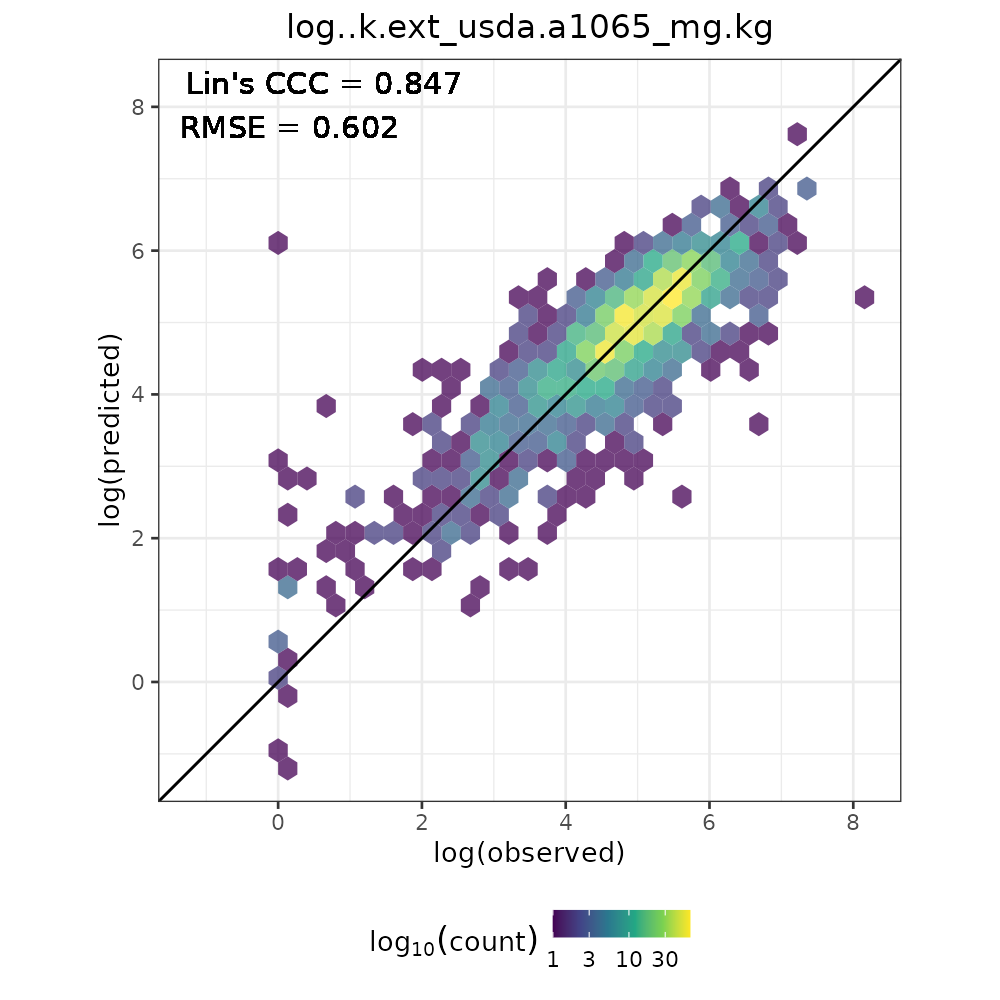 log..k.ext_usda.a1065_mg.kg
Lin's CCC = 0.847
RMSE = 0.602
8
6
4
2
0
log(predicted)
0 2 4 6 8
log(observed)
log10(count)
1 3 10 30